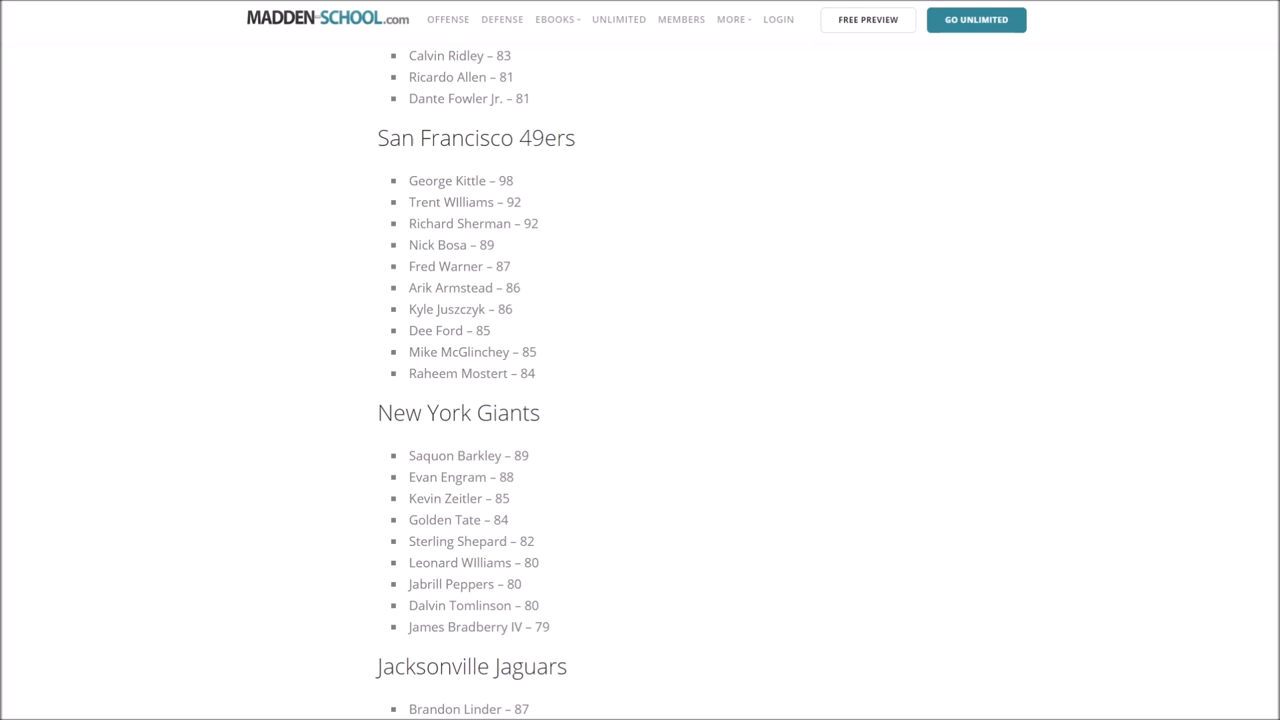 MADDEN-SCHOOL.com OFFENSE DEFENSE EBOOKS UNLIMITED MEMBERS MORE LOGIN FREE PREVIEW GO UNLIMITED
Calvin Ridley – 83
Ricardo Allen – 81
Dante Fowler Jr. – 81
San Francisco 49ers
George Kittle – 98
Trent WIlliams – 92
Richard Sherman – 92
Nick Bosa – 89
Fred Warner – 87
Arik Armstead – 86
Kyle Juszczyk – 86
Dee Ford – 85
Mike McGlinchey – 85
Raheem Mostert – 84
New York Giants
Saquon Barkley – 89
Evan Engram – 88
Kevin Zeitler – 85
Golden Tate – 84
Sterling Shepard – 82
Leonard WIlliams – 80
Jabrill Peppers – 80
Dalvin Tomlinson – 80
James Bradberry IV – 79
Jacksonville Jaguars
Brandon Linder – 87